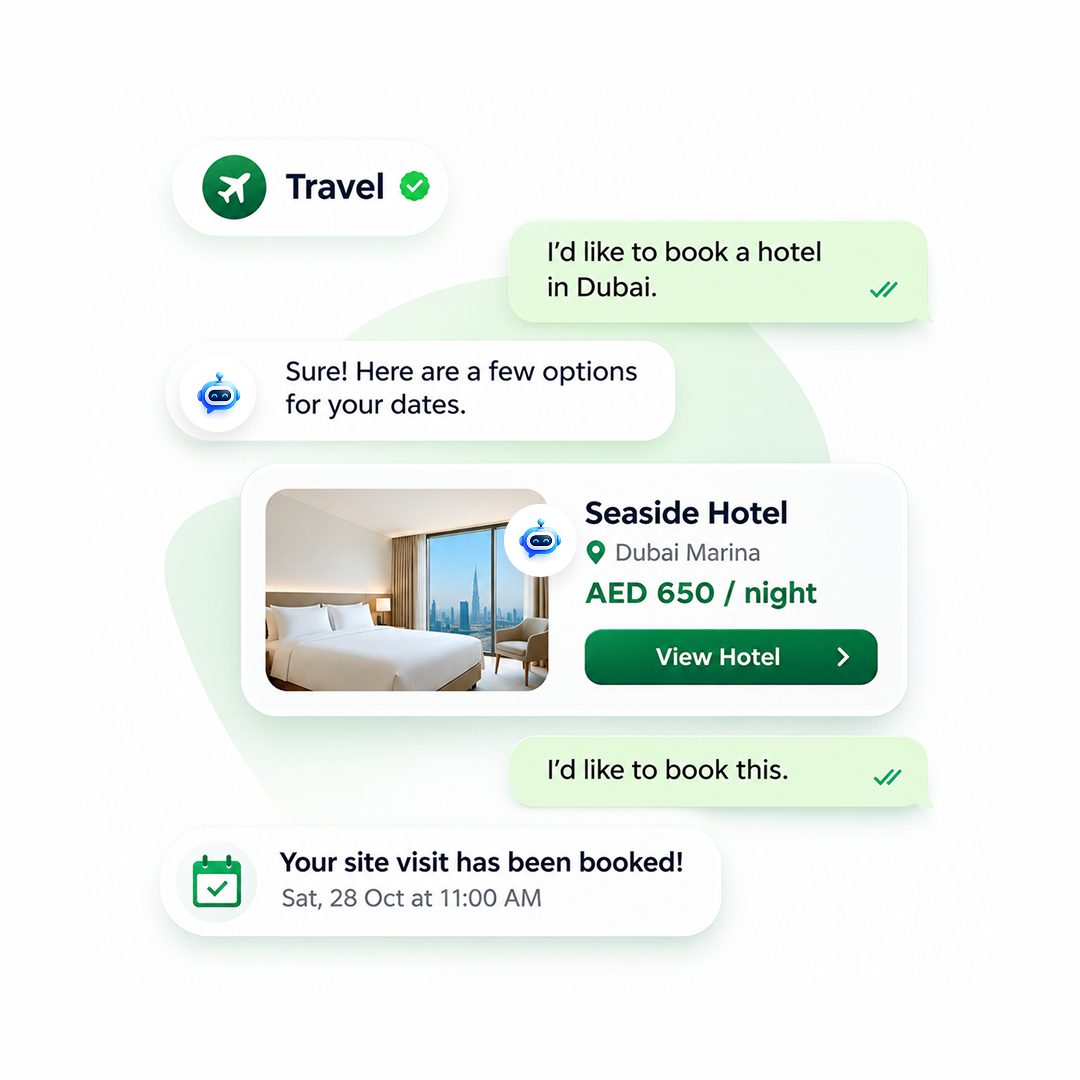 Travel
I'd like to book a hotel
in Dubai.
Sure! Here are a few options
for your dates.
Seaside Hotel
Dubai Marina
AED 650 / night
View Hotel
I'd like to book this.
Your site visit has been booked!
Sat, 28 Oct at 11:00 AM